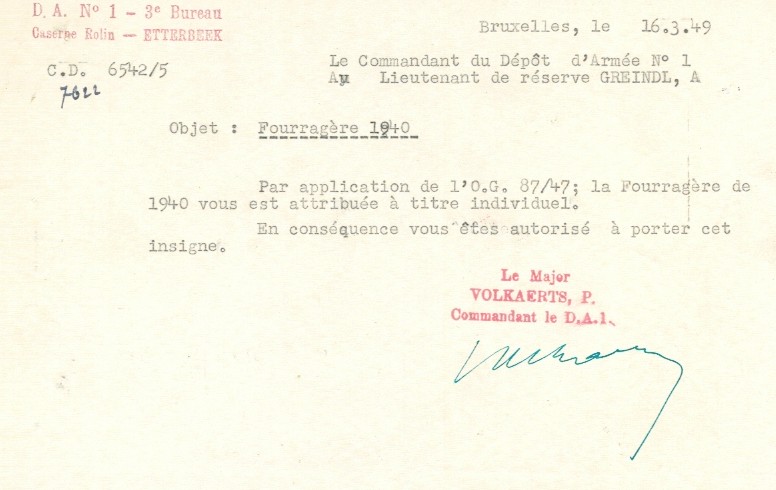 D. A. Nº 1 - 3e Bureau
Caserne Rolin — ETTERBEEK
C.D. 6542/5
7622
Bruxelles, le 16.3.49
Le Commandant du Dépôt d'Armée Nº 1
Au Lieutenant de réserve GREINDL, A
Objet : Fourragère 1940
Par application de l'O.G. 87/47; la Fourragère de
1940 vous est attribuée à titre individuel.
En conséquence vous êtes autorisé à porter cet
insigne.
Le Major
VOLKAERTS, P.
Commandant le D.A.1.